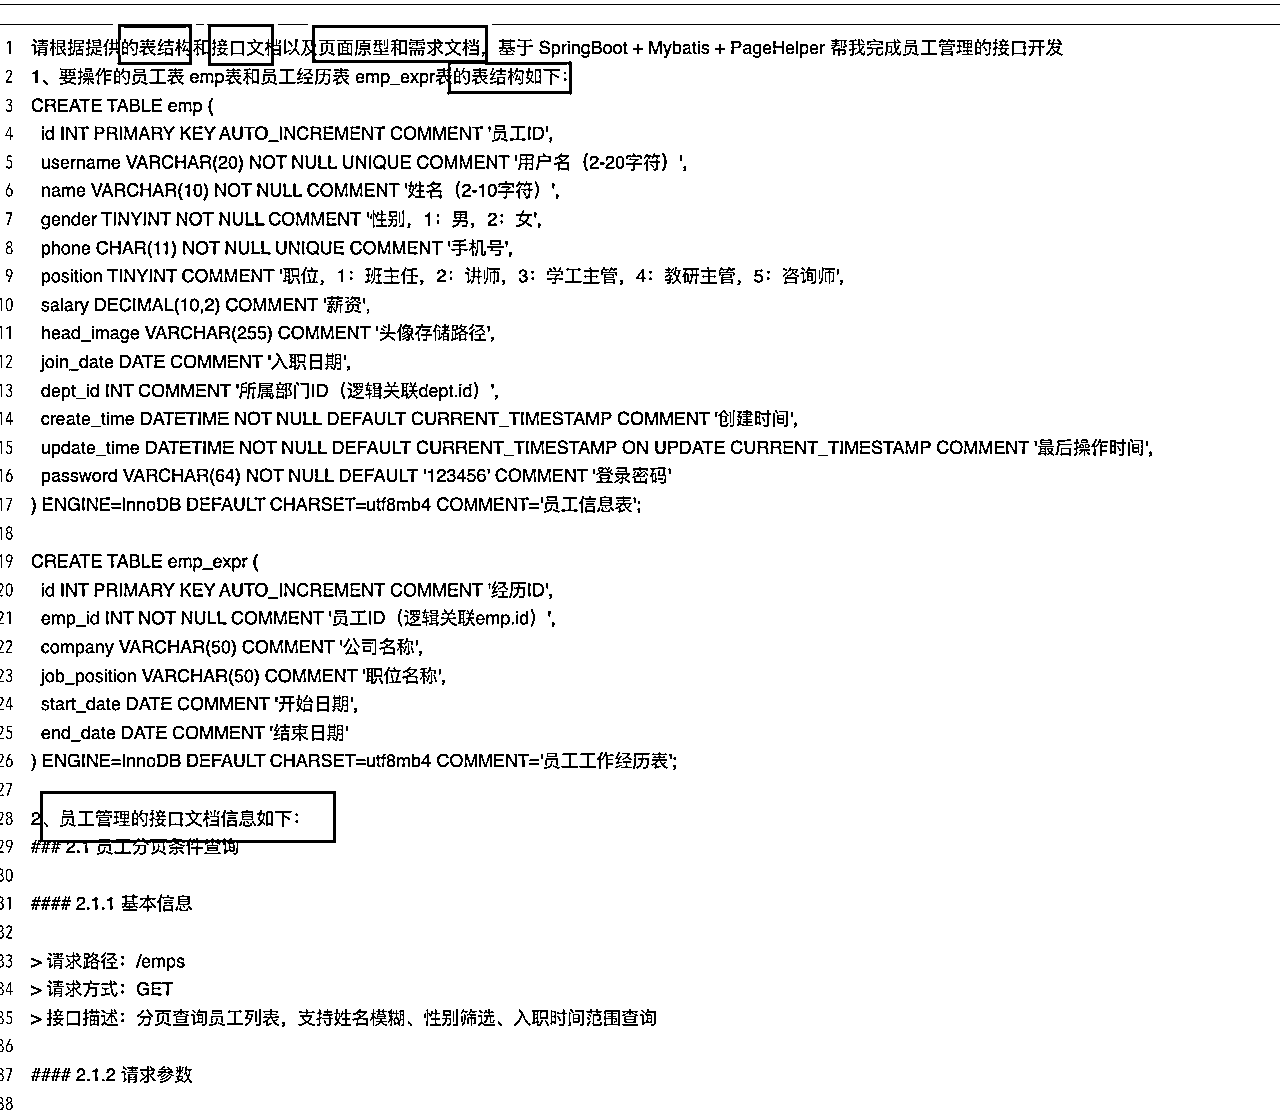 1 请根据提供的表结构和接口文档以及页面原型和需求文档，基于 SpringBoot + Mybatis + PageHelper 帮我完成员工管理的接口开发
2 1、要操作的员工表 emp表和员工经历表 emp_expr表的表结构如下：
3 CREATE TABLE emp (
4 id INT PRIMARY KEY AUTO_INCREMENT COMMENT '员工ID',
5 username VARCHAR(20) NOT NULL UNIQUE COMMENT '用户名（2-20字符）',
6 name VARCHAR(10) NOT NULL COMMENT '姓名（2-10字符）',
7 gender TINYINT NOT NULL COMMENT '性别，1：男，2：女',
8 phone CHAR(11) NOT NULL UNIQUE COMMENT '手机号',
9 position TINYINT COMMENT '职位，1：班主任，2：讲师，3：学工主管，4：教研主管，5：咨询师',
10 salary DECIMAL(10,2) COMMENT '薪资',
11 head_image VARCHAR(255) COMMENT '头像存储路径',
12 join_date DATE COMMENT '入职日期',
13 dept_id INT COMMENT '所属部门ID（逻辑关联dept.id）',
14 create_time DATETIME NOT NULL DEFAULT CURRENT_TIMESTAMP COMMENT '创建时间',
15 update_time DATETIME NOT NULL DEFAULT CURRENT_TIMESTAMP ON UPDATE CURRENT_TIMESTAMP COMMENT '最后操作时间',
16 password VARCHAR(64) NOT NULL DEFAULT '123456' COMMENT '登录密码'
17 ) ENGINE=InnoDB DEFAULT CHARSET=utf8mb4 COMMENT='员工信息表';
18
19 CREATE TABLE emp_expr (
20 id INT PRIMARY KEY AUTO_INCREMENT COMMENT '经历ID',
21 emp_id INT NOT NULL COMMENT '员工ID（逻辑关联emp.id）',
22 company VARCHAR(50) COMMENT '公司名称',
23 job_position VARCHAR(50) COMMENT '职位名称',
24 start_date DATE COMMENT '开始日期',
25 end_date DATE COMMENT '结束日期'
26 ) ENGINE=InnoDB DEFAULT CHARSET=utf8mb4 COMMENT='员工工作经历表';
27
28 2、员工管理的接口文档信息如下：
29 ### 2.1 员工分页条件查询
30
31 #### 2.1.1 基本信息
32
33 > 请求路径：/emps
34 > 请求方式：GET
35 > 接口描述：分页查询员工列表，支持姓名模糊、性别筛选、入职时间范围查询
36
37 #### 2.1.2 请求参数
38